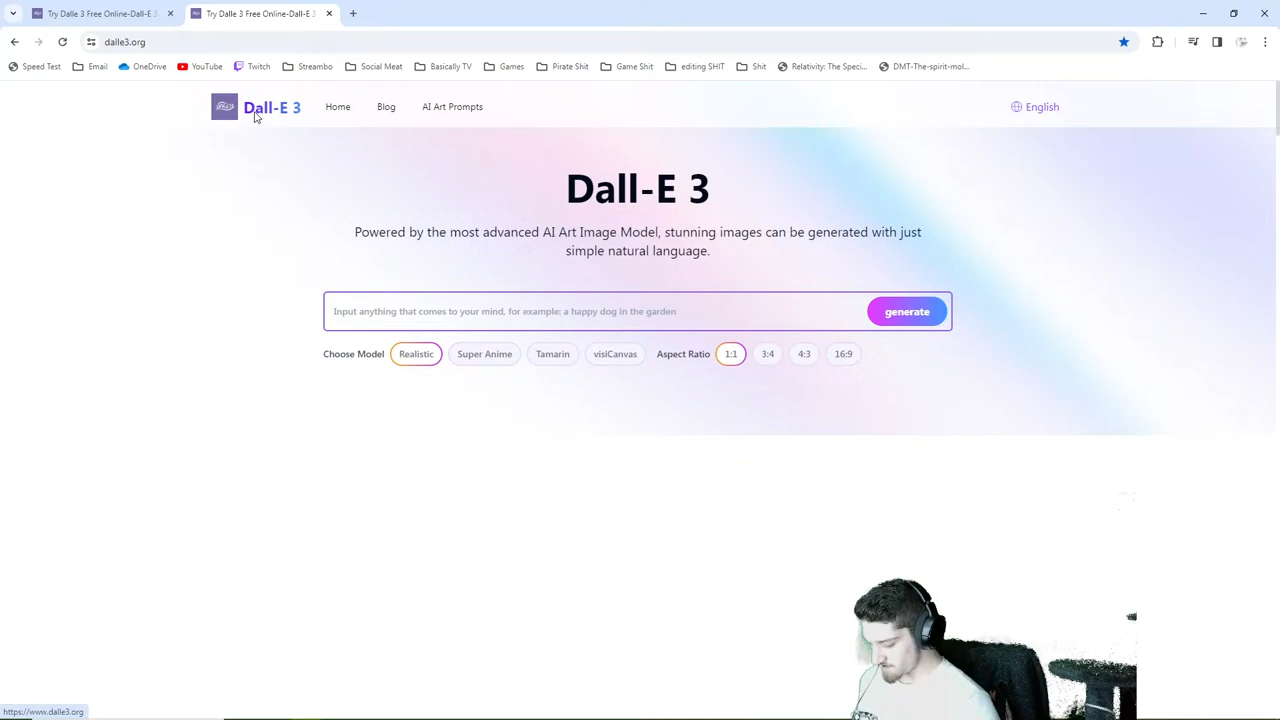 Try Dalle 3 Free Online-Dall-E 3
Try Dalle 3 Free Online-Dall-E 3
dalle3.org
Speed Test
Email
OneDrive
YouTube
Twitch
Streambo
Social Meat
Basically TV
Games
Pirate Shit
Game Shit
editing SHIT
Shit
Relativity: The Speci...
DMT-The-spirit-mol...
Dall-E 3
Home
Blog
AI Art Prompts
English
Dall-E 3
Powered by the most advanced AI Art Image Model, stunning images can be generated with just
simple natural language.
Input anything that comes to your mind, for example: a happy dog in the garden
generate
Choose Model
Realistic
Super Anime
Tamarin
visiCanvas
Aspect Ratio
1:1
3:4
4:3
16:9
https://www.dalle3.org